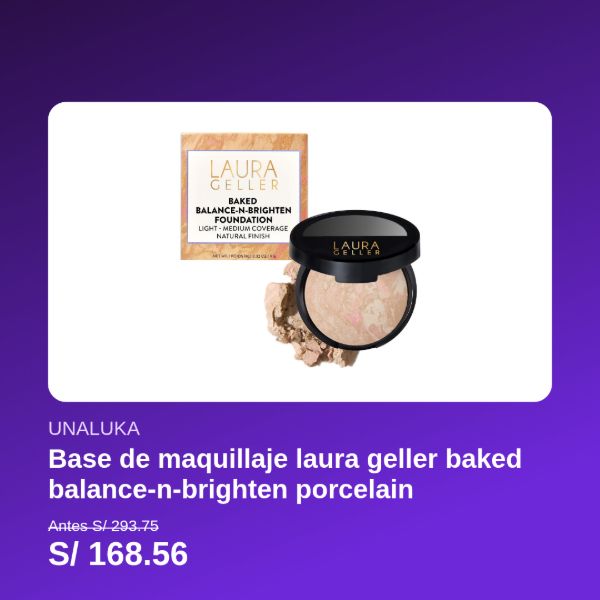 LAURA
GELLER
BAKED
BALANCE-N-BRIGHTEN
FOUNDATION
LIGHT - MEDIUM COVERAGE
NATURAL FINISH
LAURA
GELLER
UNALUKA
Base de maquillaje laura geller baked
balance-n-brighten porcelain
Antes S/ 293.75
S/ 168.56